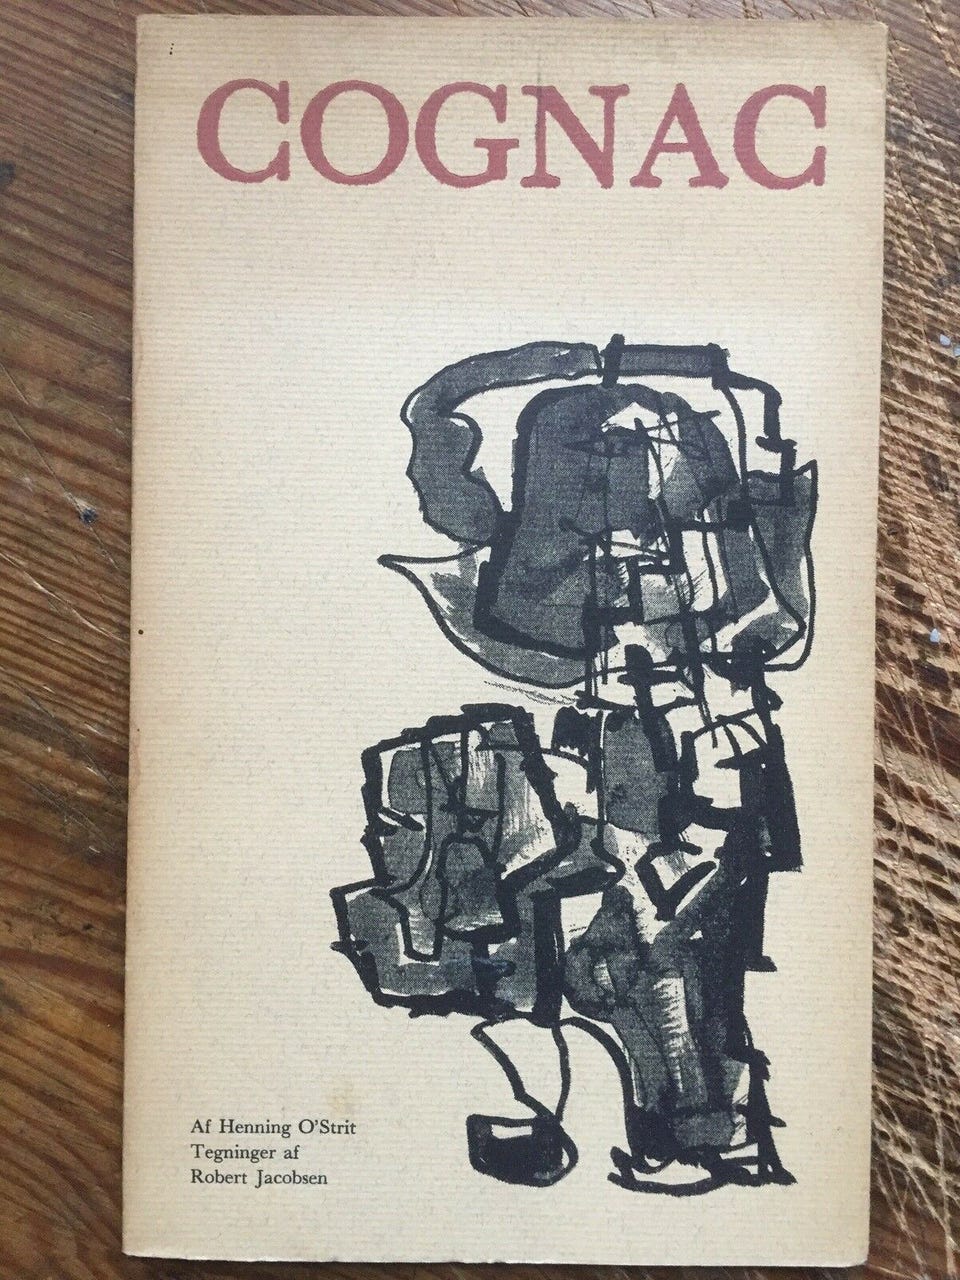 COGNAC
Af Henning O'Strit
Tegninger af
Robert Jacobsen